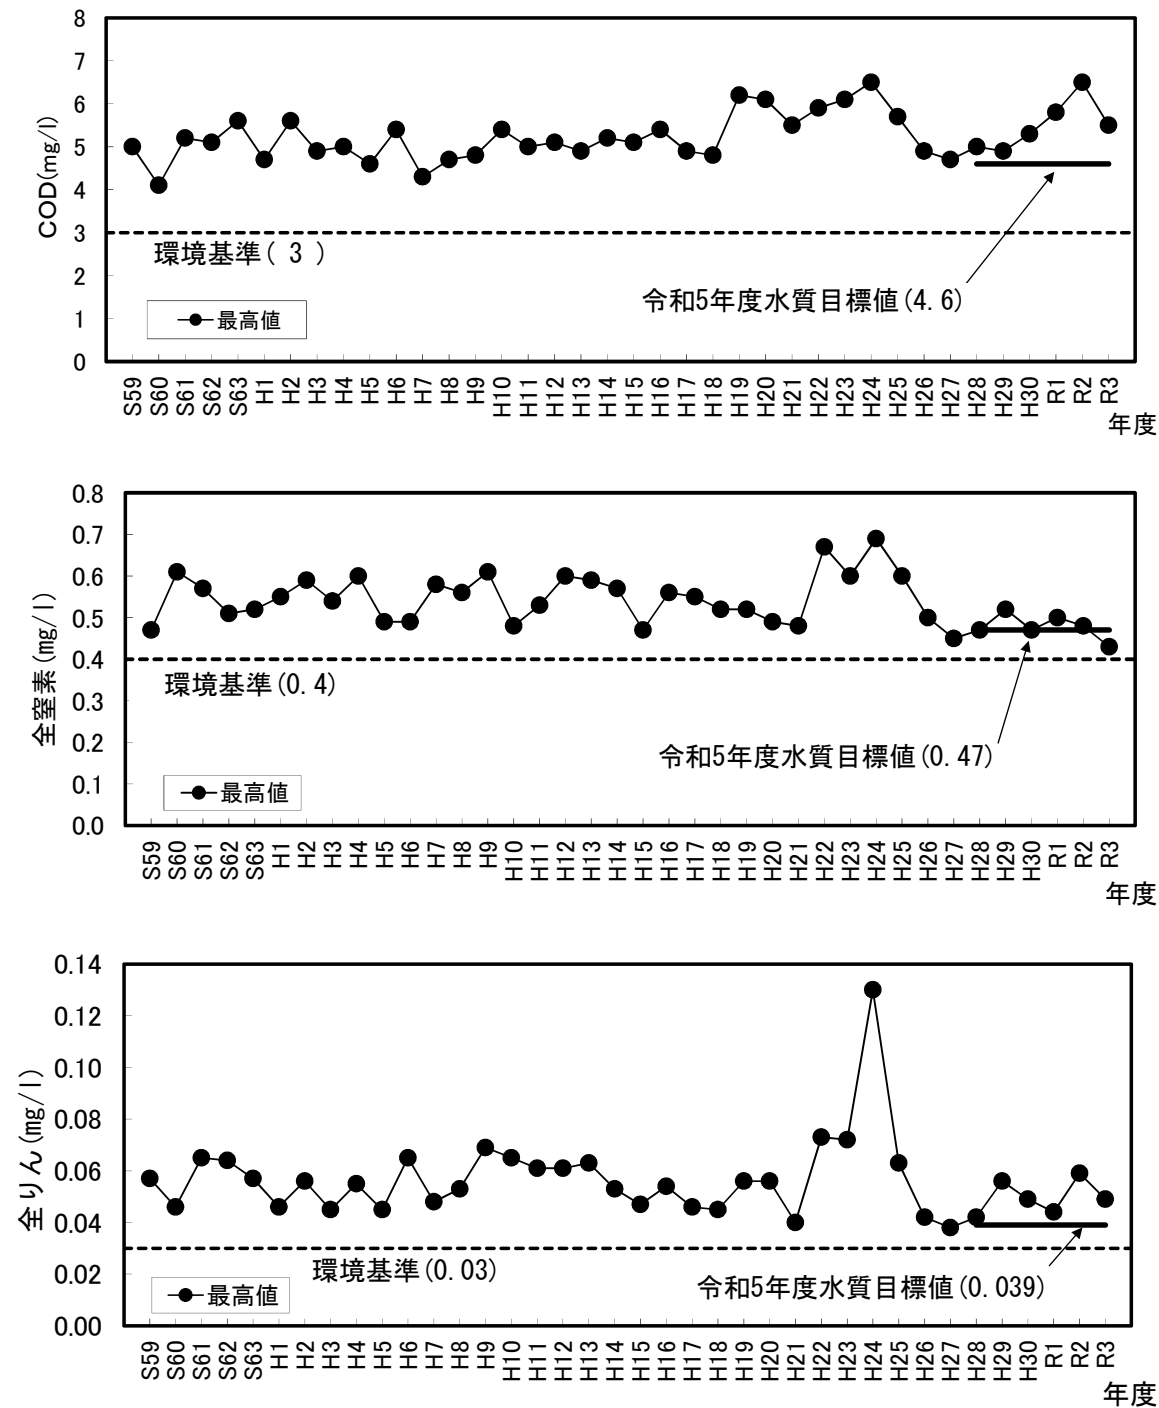 COD(mg/l)
8
7
6
5
4
3
2
1
0
環境基準( 3 )
令和5年度水質目標値(4.6)
最高値
S59 S60 S61 S62 S63 H1 H2 H3 H4 H5 H6 H7 H8 H9 H10 H11 H12 H13 H14 H15 H16 H17 H18 H19 H20 H21 H22 H23 H24 H25 H26 H27 H28 H29 H30 R1 R2 R3
年度
全窒素(mg/l)
0.8
0.7
0.6
0.5
0.4
0.3
0.2
0.1
0.0
環境基準(0.4)
令和5年度水質目標値(0.47)
最高値
S59 S60 S61 S62 S63 H1 H2 H3 H4 H5 H6 H7 H8 H9 H10 H11 H12 H13 H14 H15 H16 H17 H18 H19 H20 H21 H22 H23 H24 H25 H26 H27 H28 H29 H30 R1 R2 R3
年度
全りん(mg/l)
0.14
0.12
0.10
0.08
0.06
0.04
0.02
0.00
環境基準(0.03)
令和5年度水質目標値(0.039)
最高値
S59 S60 S61 S62 S63 H1 H2 H3 H4 H5 H6 H7 H8 H9 H10 H11 H12 H13 H14 H15 H16 H17 H18 H19 H20 H21 H22 H23 H24 H25 H26 H27 H28 H29 H30 R1 R2 R3
年度